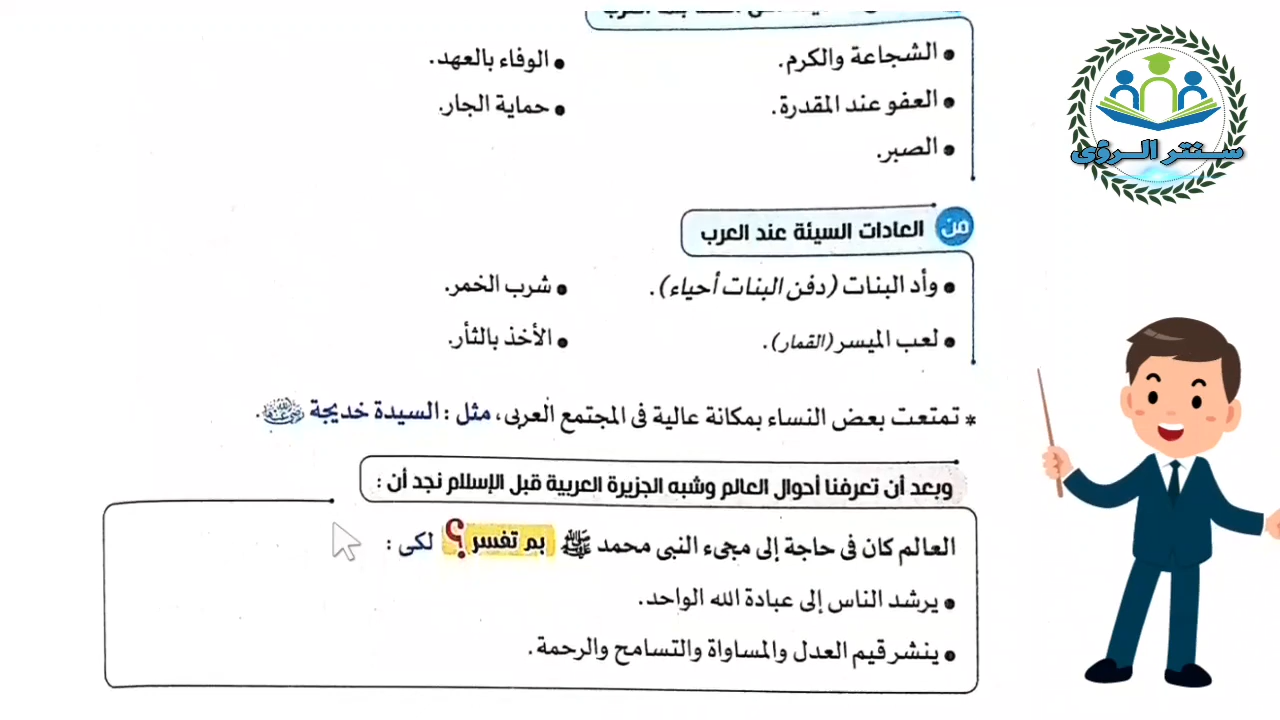 • الشجاعة والكرم. • الوفاء بالعهد.
• العفو عند المقدرة. • حماية الجار.
• الصبر.
سنتر الرؤى
من العادات السيئة عند العرب
• وأد البنات (دفن البنات أحياء). • شرب الخمر.
• لعب الميسر (القمار). • الأخذ بالثأر.
* تمتعت بعض النساء بمكانة عالية فى المجتمع العربى، مثل : السيدة خديجة رضي الله عنها.
وبعد أن تعرفنا أحوال العالم وشبه الجزيرة العربية قبل الإسلام نجد أن :
العالم كان فى حاجة إلى مجىء النبى محمد ﷺ بم تفسر ؟ لكى :
• يرشد الناس إلى عبادة الله الواحد.
• ينشر قيم العدل والمساواة والتسامح والرحمة.